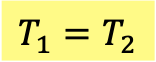 T₁ = T₂